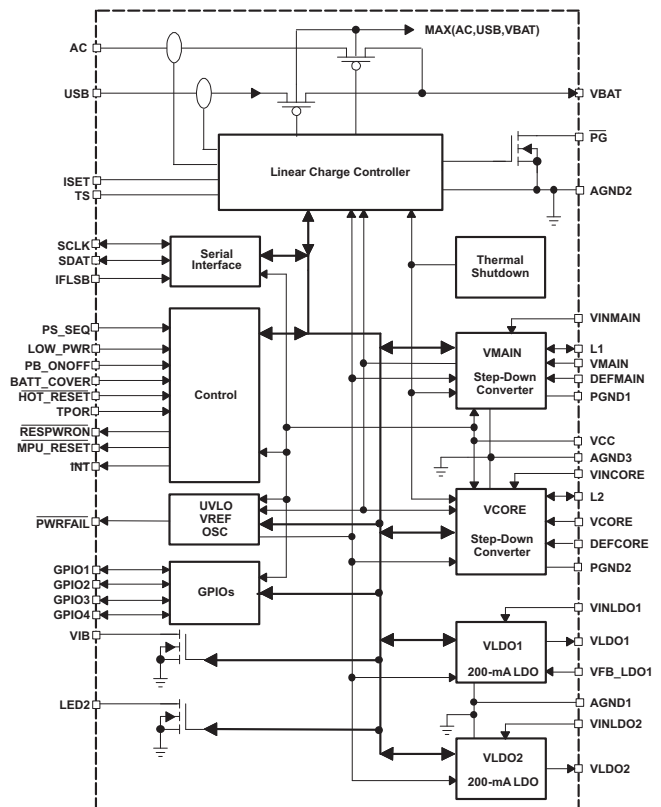 MAX(AC,USB,VBAT)
AC
USB
VBAT
PG
Linear Charge Controller
ISET
TS
AGND2
SCLK
SDAT
IFLSB
Serial
Interface
Thermal
Shutdown
PS_SEQ
LOW_PWR
PB_ONOFF
BATT_COVER
HOT_RESET
TPOR
RESPWRON
MPU_RESET
INT
Control
VINMAIN
L1
VMAIN
DEFMAIN
PGND1
VMAIN
Step-Down
Converter
VCC
AGND3
VINCORE
L2
VCORE
DEFCORE
PGND2
VCORE
Step-Down
Converter
PWRFAIL
UVLO
VREF
OSC
GPIO1
GPIO2
GPIO3
GPIO4
GPIOs
VIB
LED2
VINLDO1
VLDO1
VFB_LDO1
VLDO1
200-mA LDO
AGND1
VINLDO2
VLDO2
VLDO2
200-mA LDO